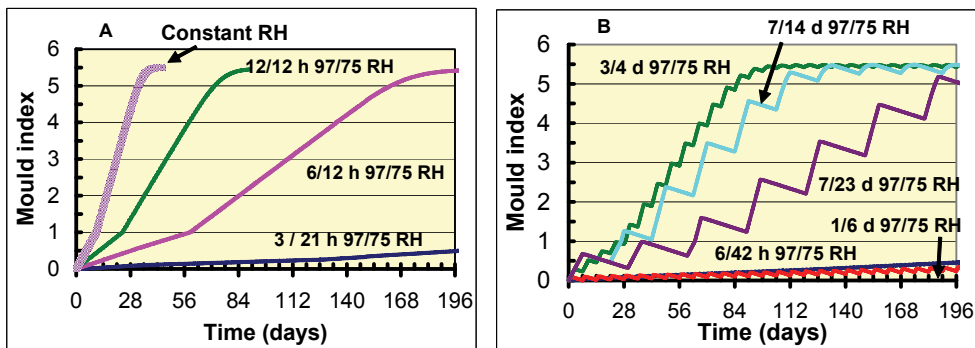 A
Constant RH
12/12 h 97/75 RH
6/12 h 97/75 RH
3 / 21 h 97/75 RH
Mould index
6
5
4
3
2
1
0
0 28 56 84 112 140 168 196
Time (days)
B
7/14 d 97/75 RH
3/4 d 97/75 RH
7/23 d 97/75 RH
1/6 d 97/75 RH
6/42 h 97/75 RH
Mould index
6
5
4
3
2
1
0
0 28 56 84 112 140 168 196
Time (days)